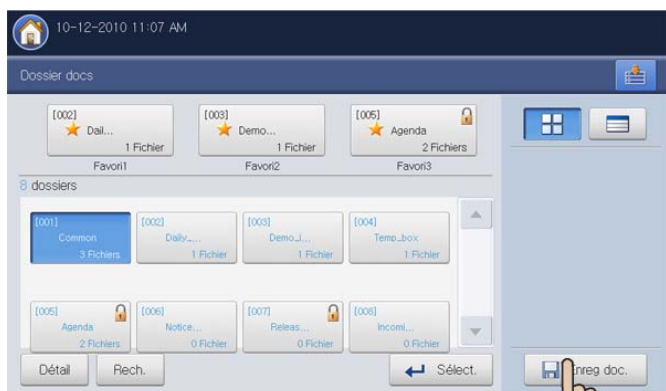 10-12-2010 11:07 AM
Dossier docs
[002] [003] [005]
Dail... Demo... Agenda
1 Fichier 1 Fichier 2 Fichiers
Favori1 Favori2 Favori3
8 dossiers
[001] [002] [003] [004]
Common Daily_... Demo_I... Temp_box
3 Fichiers 1 Fichier 1 Fichier 1 Fichier
[005] [006] [007] [008]
Agenda Notice... Releas... Incomi...
2 Fichiers 0 Fichier 0 Fichier 0 Fichier
Détail Rech. Sélect. Enreg doc.